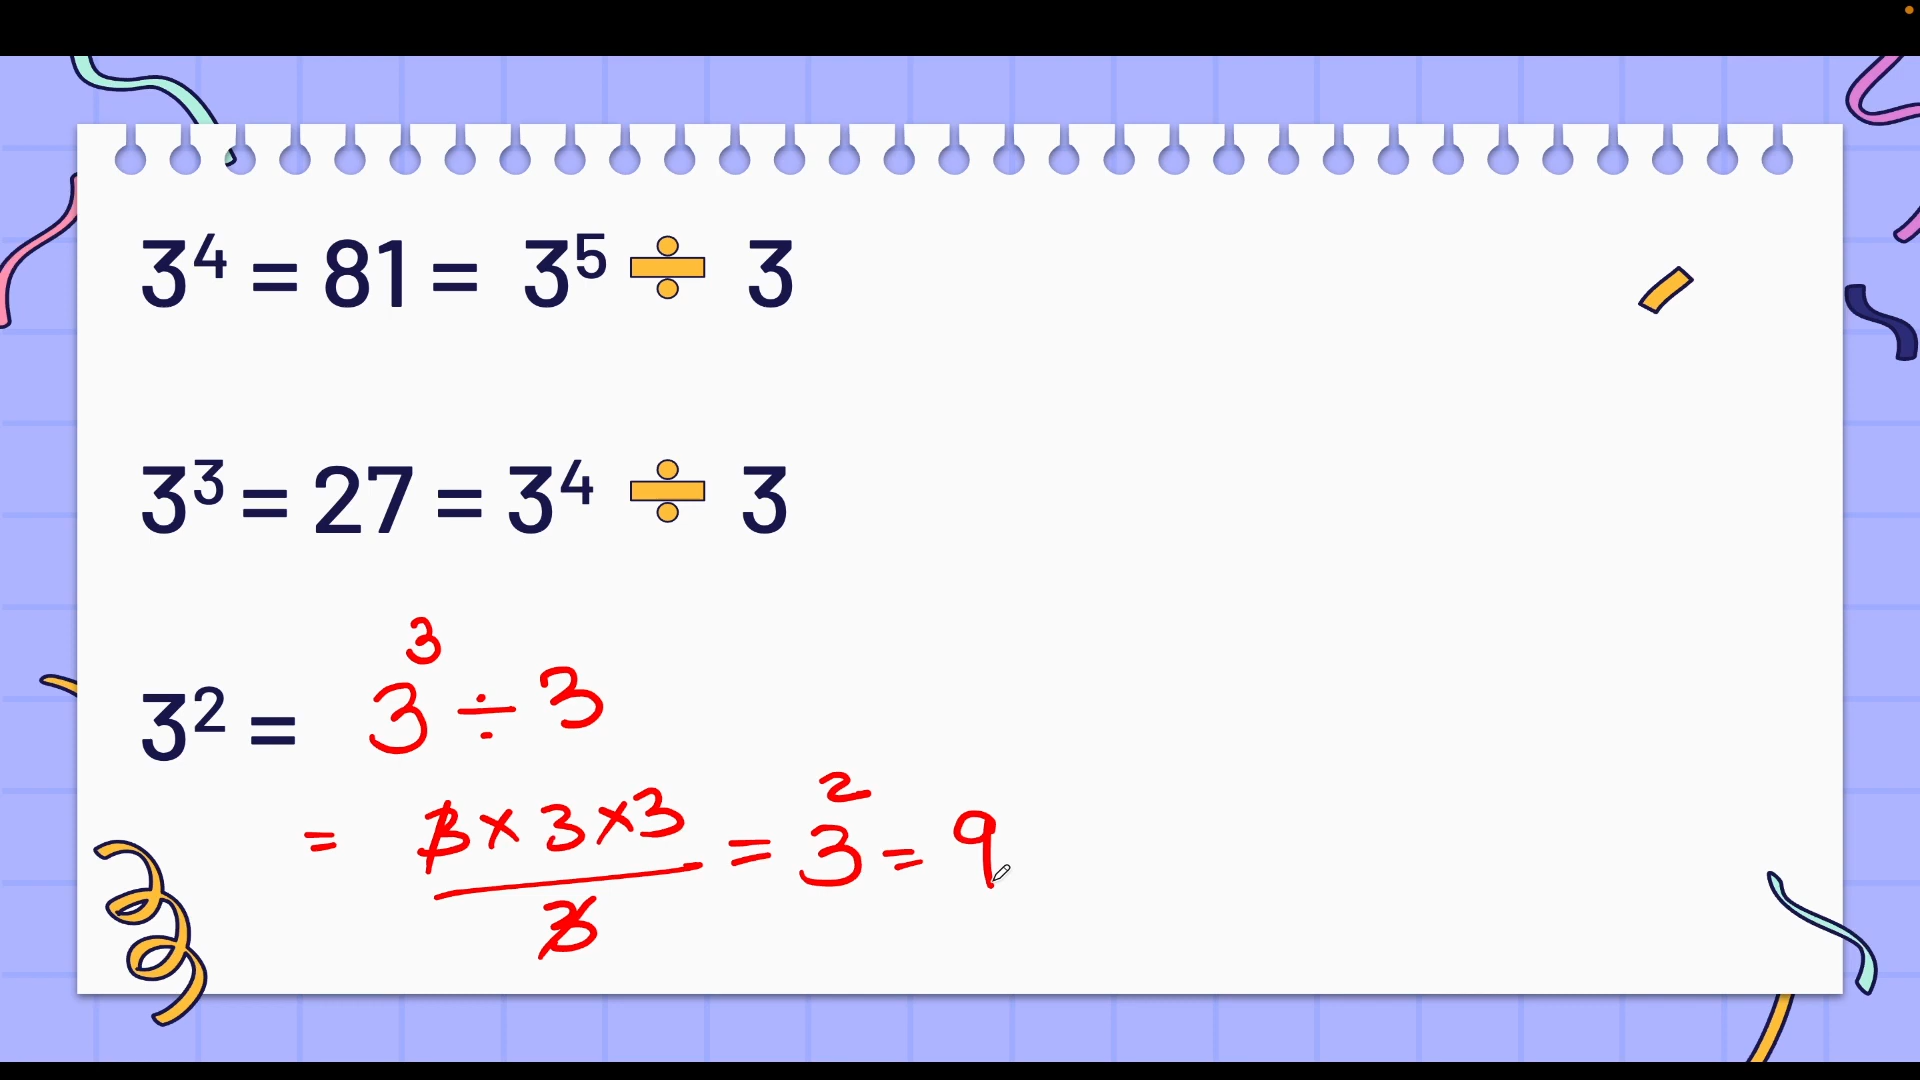 3⁴ = 81 = 3⁵ ÷ 3
3³ = 27 = 3⁴ ÷ 3
3² = 3³ ÷ 3
= 3 × 3 × 3 / 3 = 3² = 9